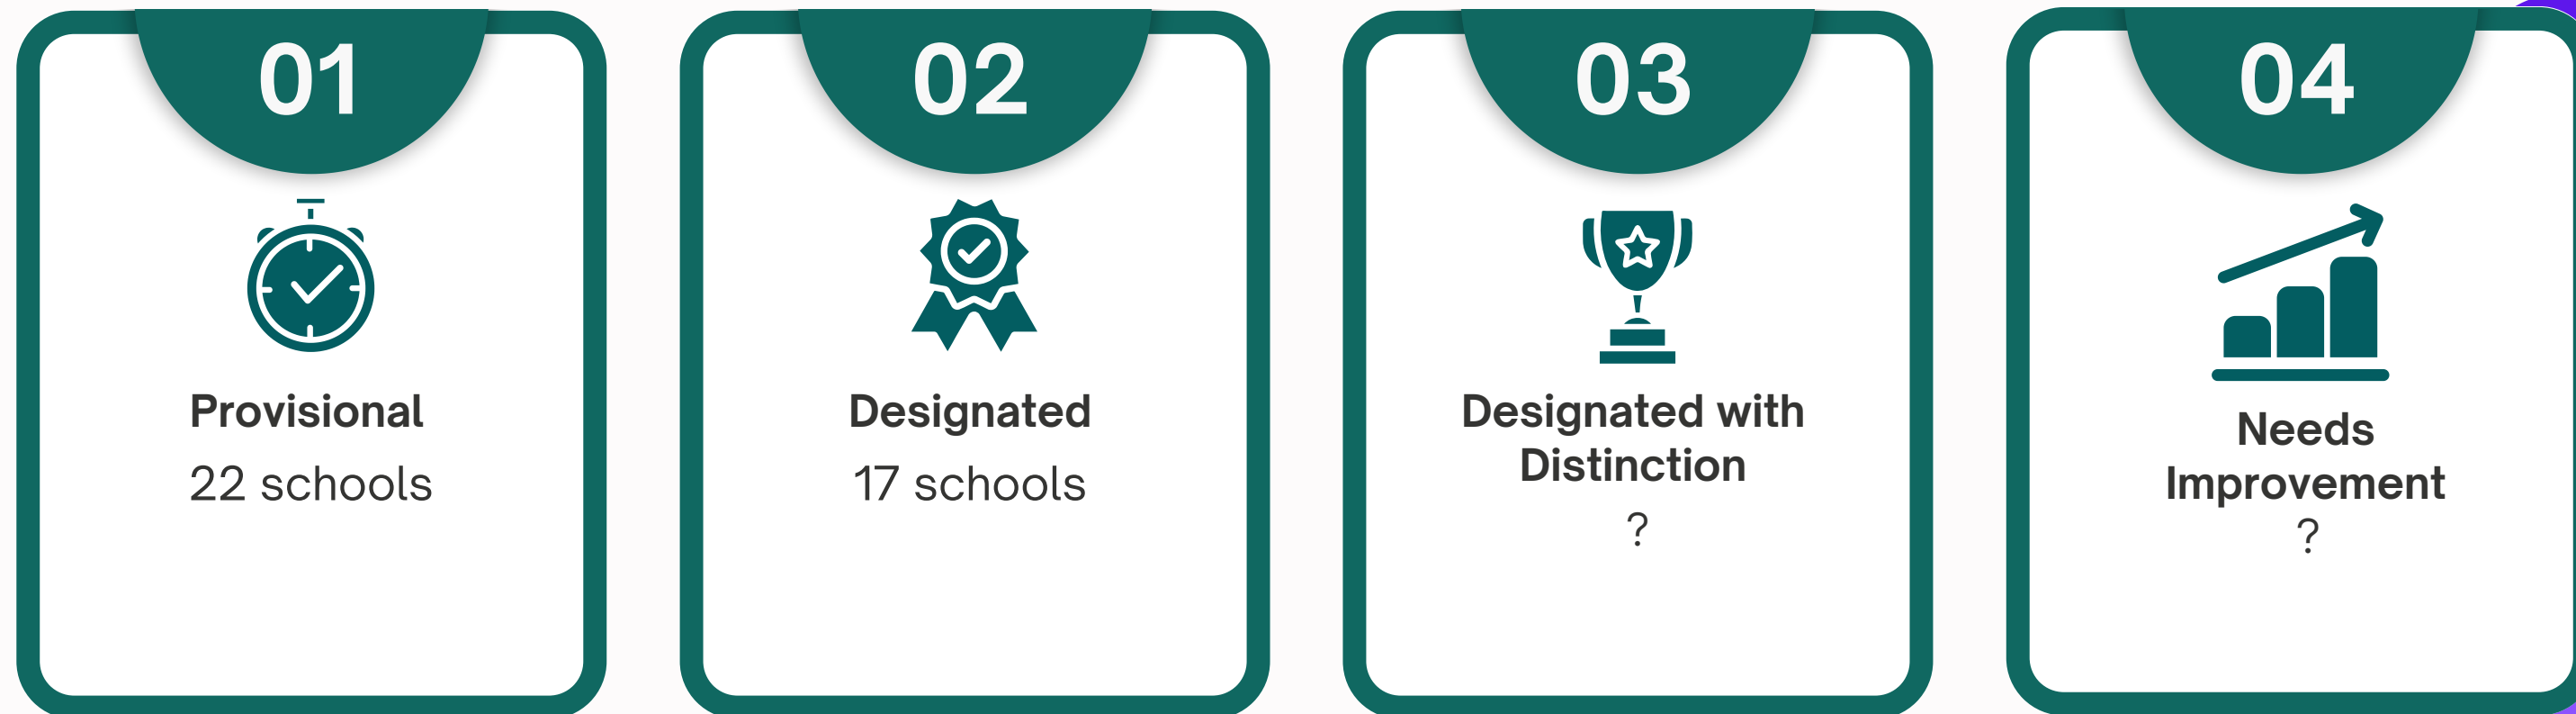 01
Provisional
22 schools
02
Designated
17 schools
03
Designated with
Distinction
?
04
Needs
Improvement
?